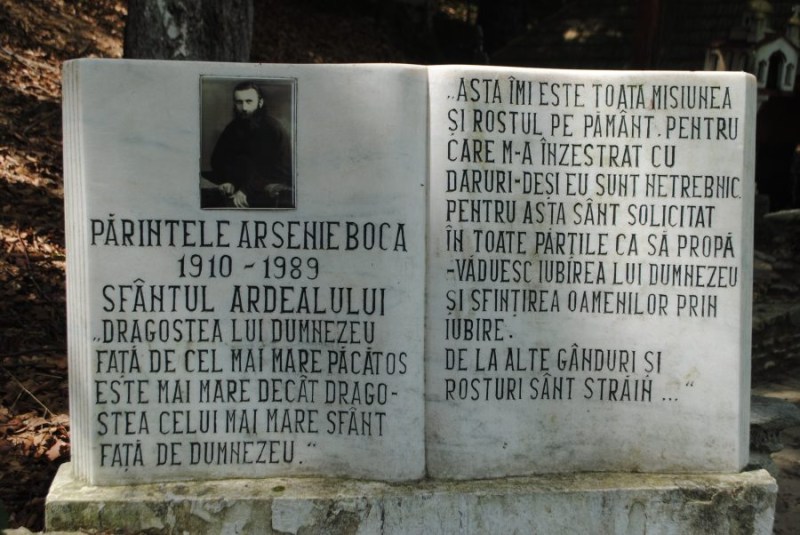 PĂRINTELE ARSENIE BOCA
1910 - 1989
SFÂNTUL ARDEALULUI
„DRAGOSTEA LUI DUMNEZEU
FAȚĂ DE CEL MAI MARE PĂCĂTOS
ESTE MAI MARE DECÂT DRAGO-
STEA CELUI MAI MARE SFÂNT
FAȚĂ DE DUMNEZEU."
„ASTA ÎMI ESTE TOATA MISIUNEA
ȘI ROSTUL PE PĂMÂNT. PENTRU
CARE M-A ÎNZESTRAT CU
DARURI-DEȘI EU SUNT NETREBNIC.
PENTRU ASTA SÂNT SOLICITAT
ÎN TOATE PĂRȚILE CA SĂ PROPĂ
-VĂDUESC IUBIREA LUI DUMNEZEU
ȘI SFINȚIREA OAMENILOR PRIN
IUBIRE.
DE LA ALTE GÂNDURI ȘI
ROSTURI SÂNT STRĂIN ..."